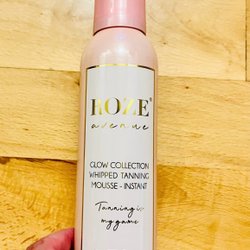 ROZE®
avenue
GLOW COLLECTION
WHIPPED TANNING
MOUSSE - INSTANT
Tanning is
my game